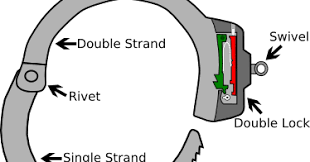 Swivel
Double Strand
Rivet
Double Lock
Single Strand